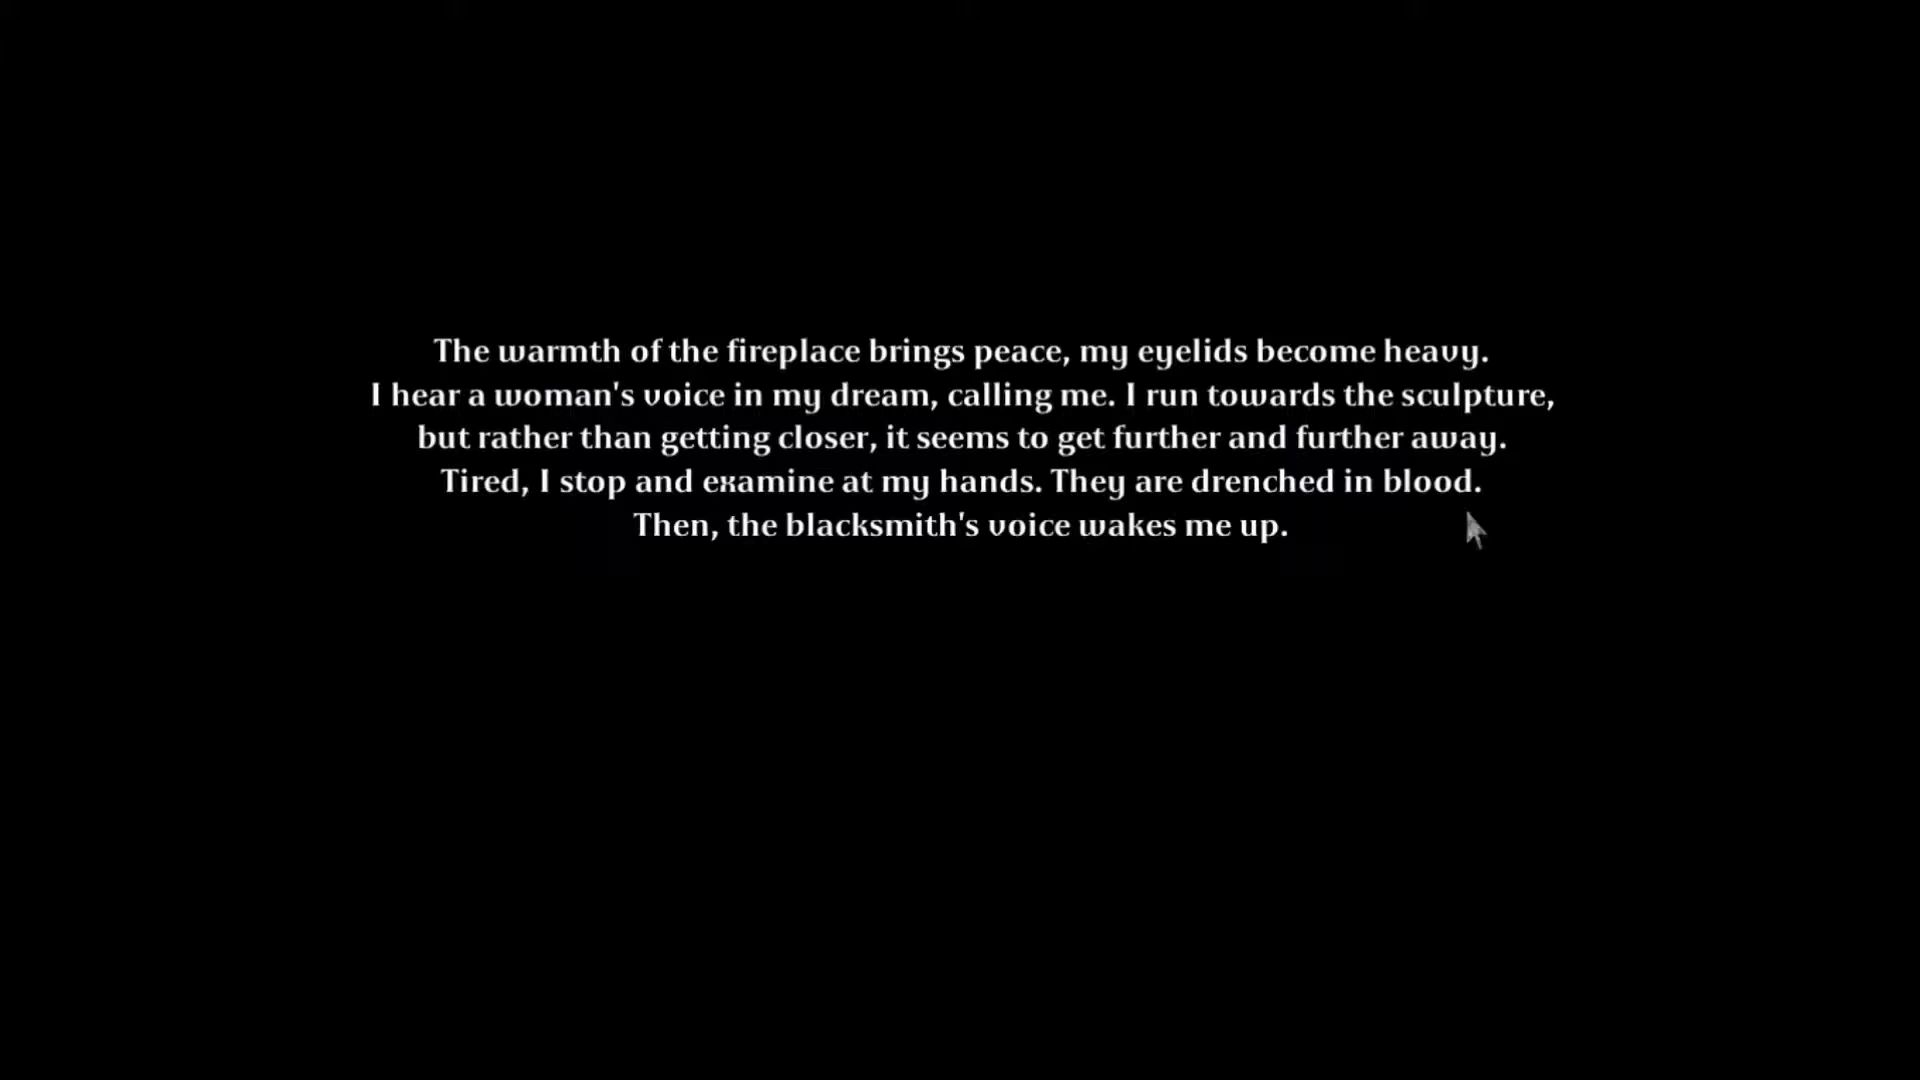 The warmth of the fireplace brings peace, my eyelids become heavy.
I hear a woman's voice in my dream, calling me. I run towards the sculpture,
but rather than getting closer, it seems to get further and further away.
Tired, I stop and examine at my hands. They are drenched in blood.
Then, the blacksmith's voice wakes me up.